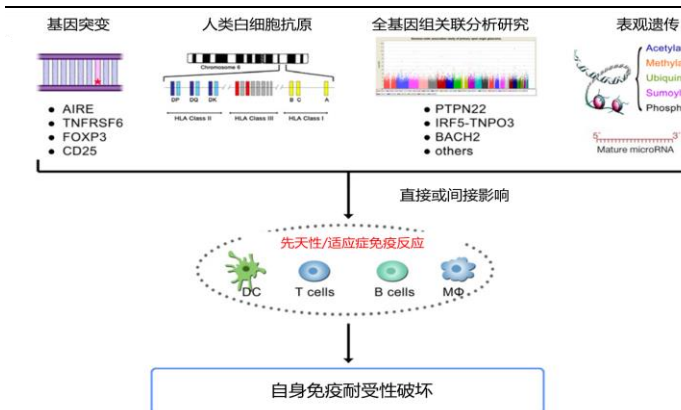 基因突变
人类白细胞抗原
全基因组关联分析研究
表观遗传
AIRE
TNFRSF6
FOXP3
CD25
Chromosome 6
DP DQ DK B C A
HLA Class II HLA Class III HLA Class I
PTPN22
IRF5-TNPO3
BACH2
others
Acetyla
Methyla
Ubiquin
Sumoyl
Phosph
5' 3'
Mature microRNA
直接或间接影响
先天性/适应症免疫反应
DC T cells B cells MΦ
自身免疫耐受性破坏